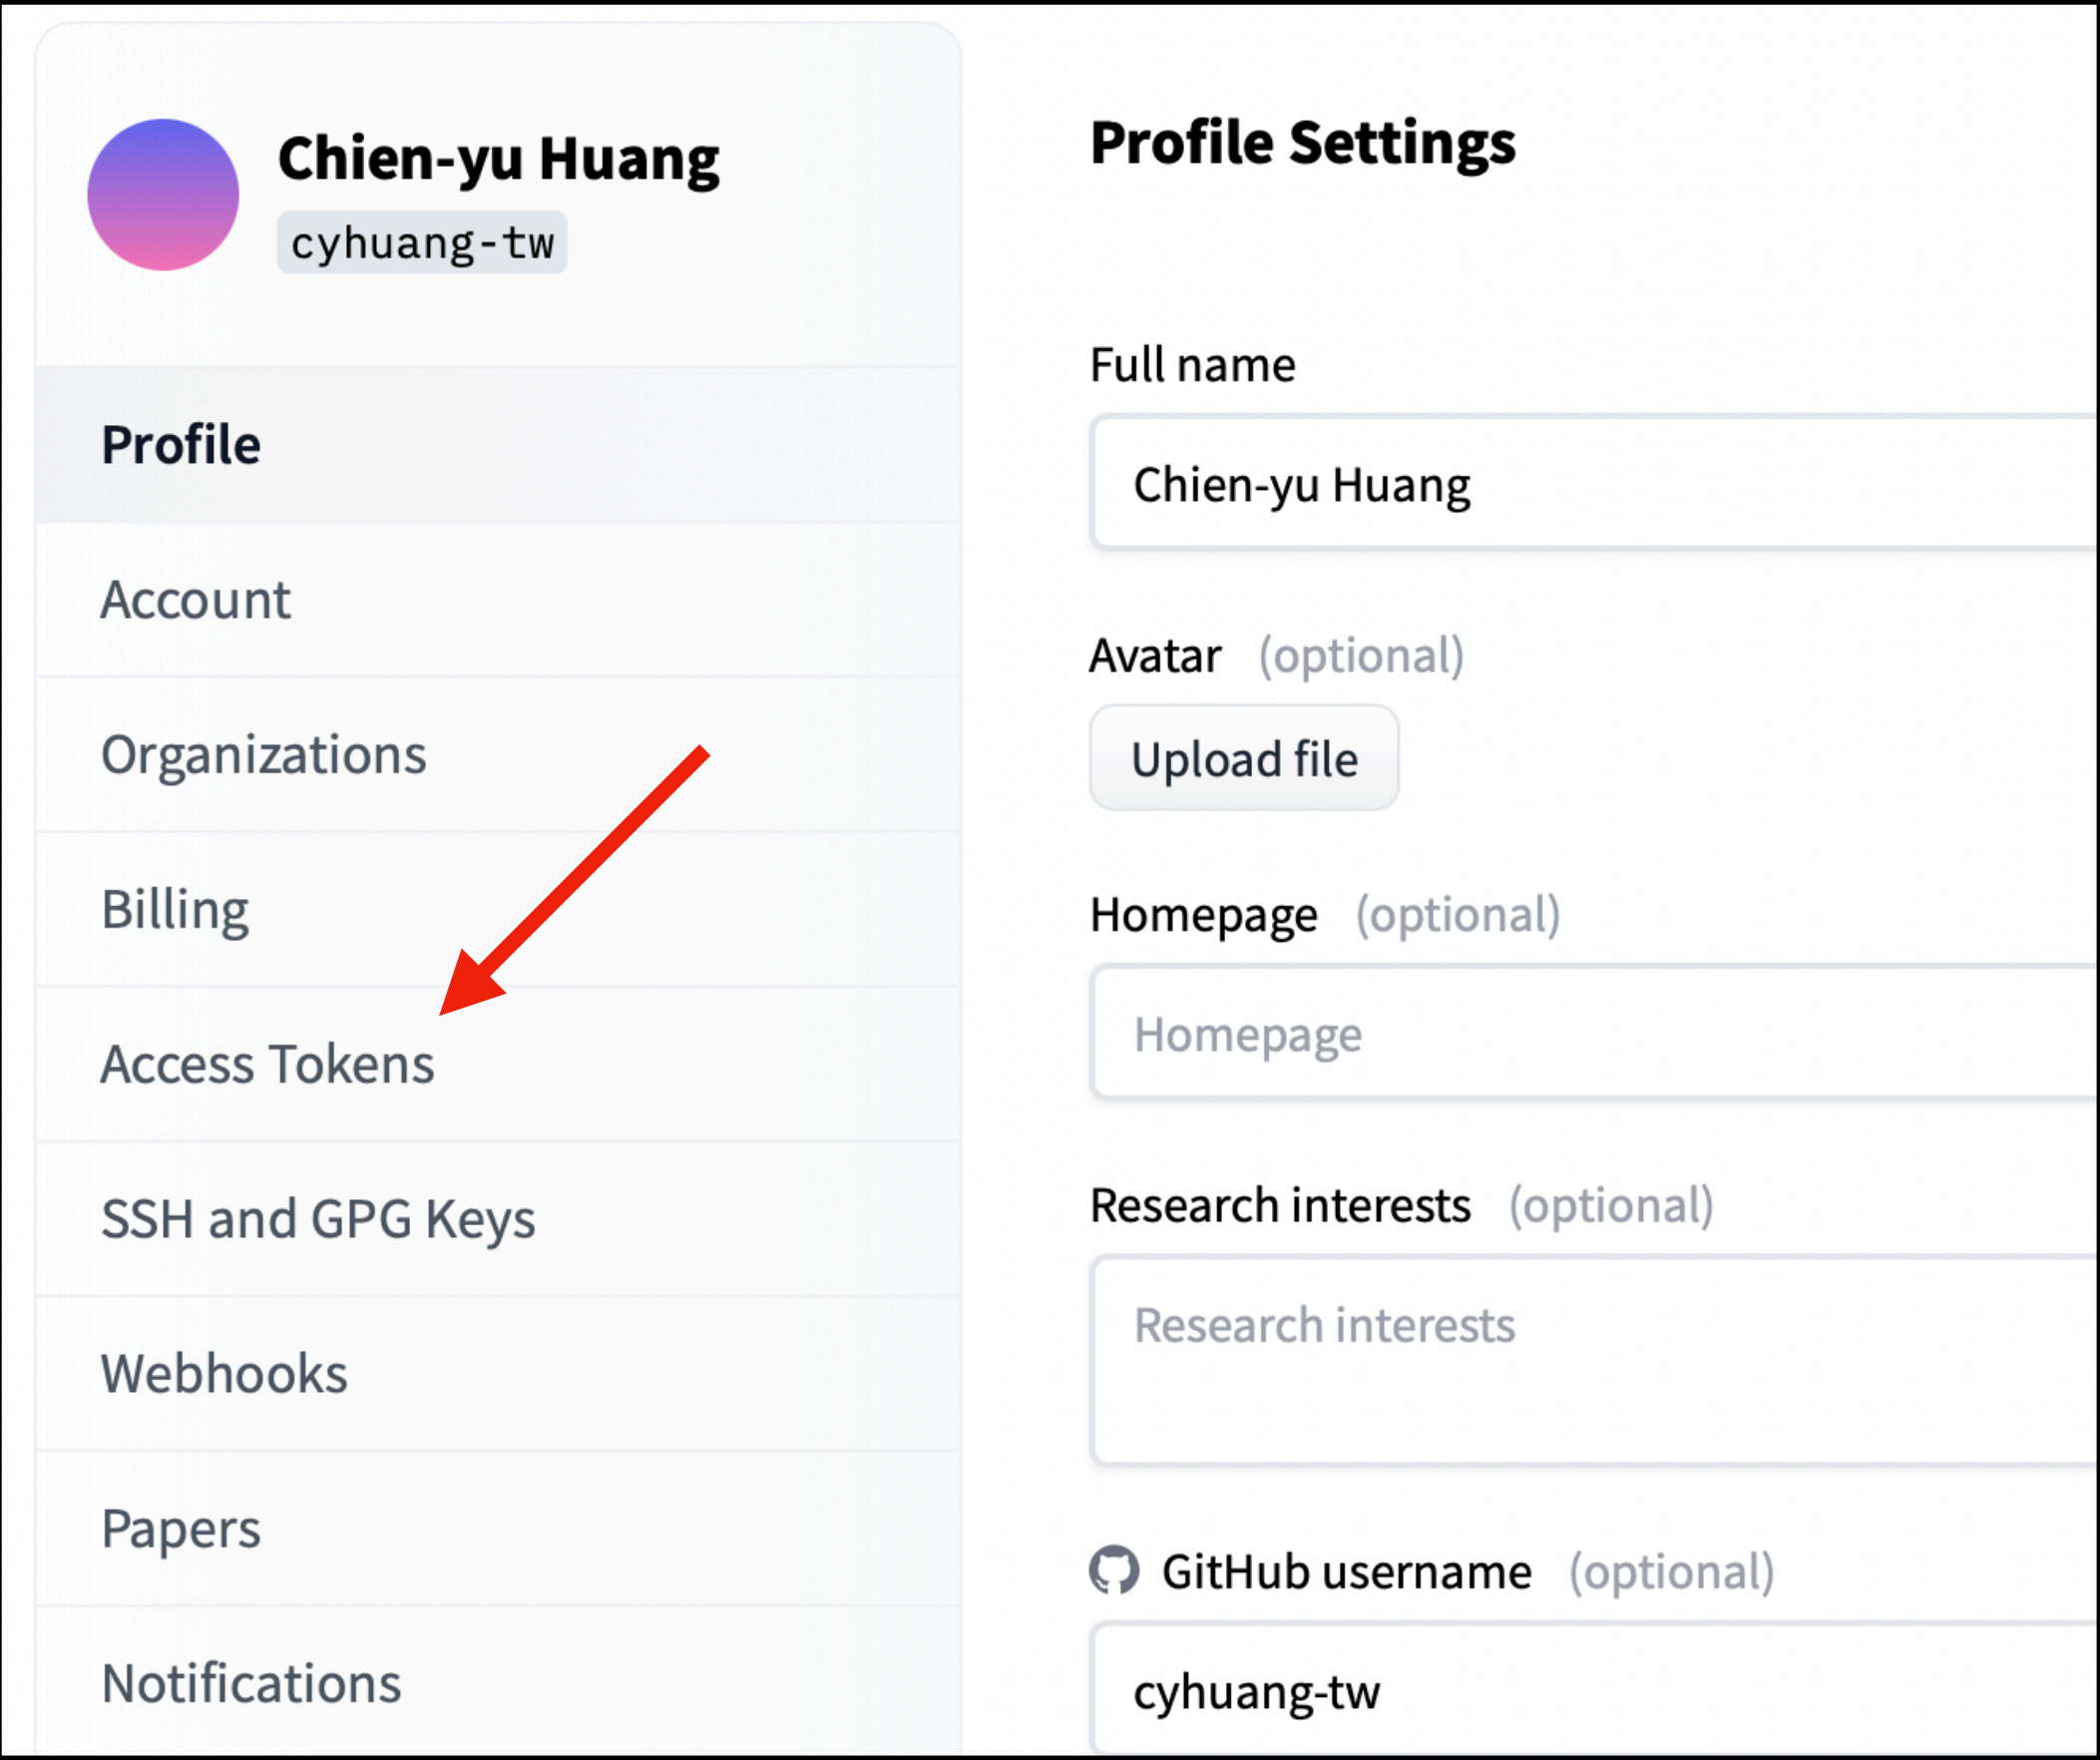 Chien-yu Huang
cyhuang-tw
Profile
Account
Organizations
Billing
Access Tokens
SSH and GPG Keys
Webhooks
Papers
Notifications
Profile Settings
Full name
Chien-yu Huang
Avatar (optional)
Upload file
Homepage (optional)
Homepage
Research interests (optional)
Research interests
GitHub username (optional)
cyhuang-tw